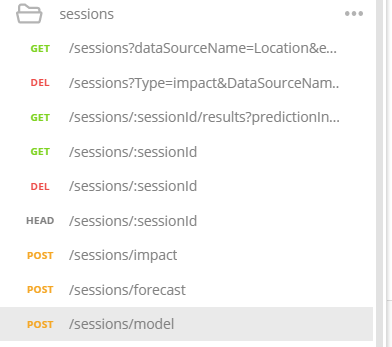 sessions
GET /sessions?dataSourceName=Location&e...
DEL /sessions?Type=impact&DataSourceNam..
GET /sessions/:sessionId/results?predictionIn...
GET /sessions/:sessionId
DEL /sessions/:sessionId
HEAD /sessions/:sessionId
POST /sessions/impact
POST /sessions/forecast
POST /sessions/model